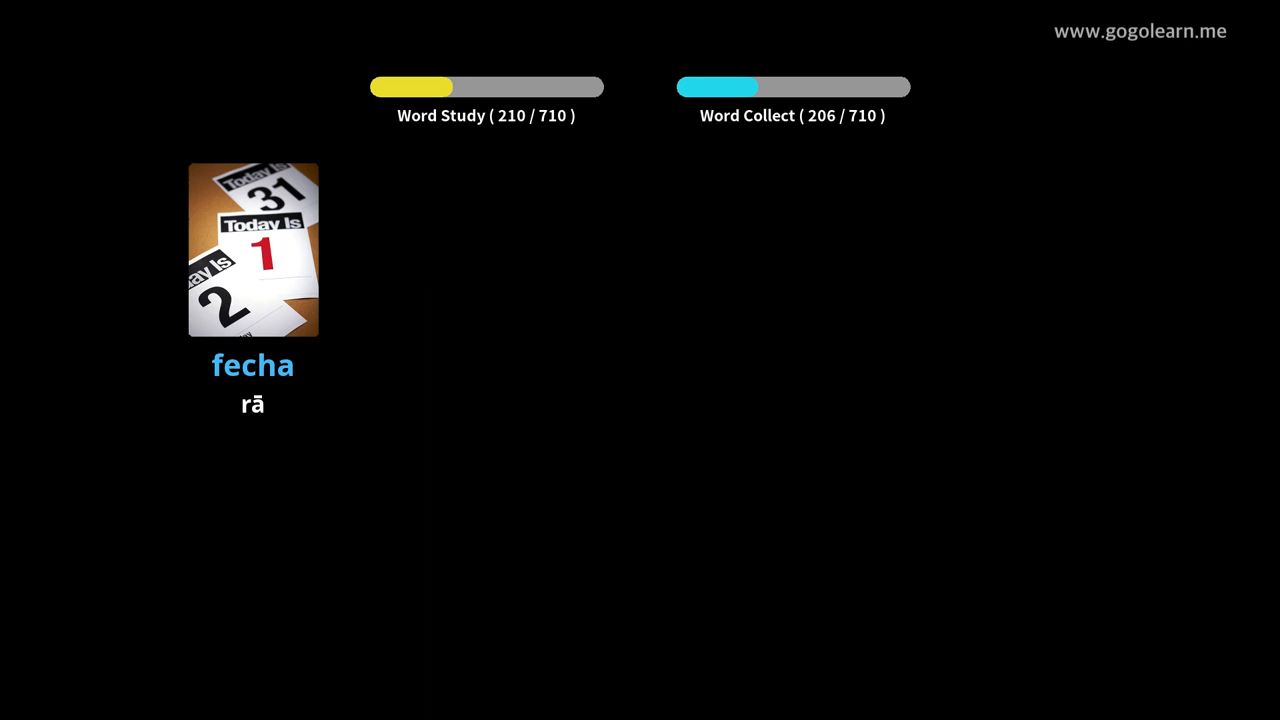 www.gogolearn.me
Word Study ( 210 / 710 )
Word Collect ( 206 / 710 )
Today Is
31
Today Is
1
ay Is
2
fecha
rā